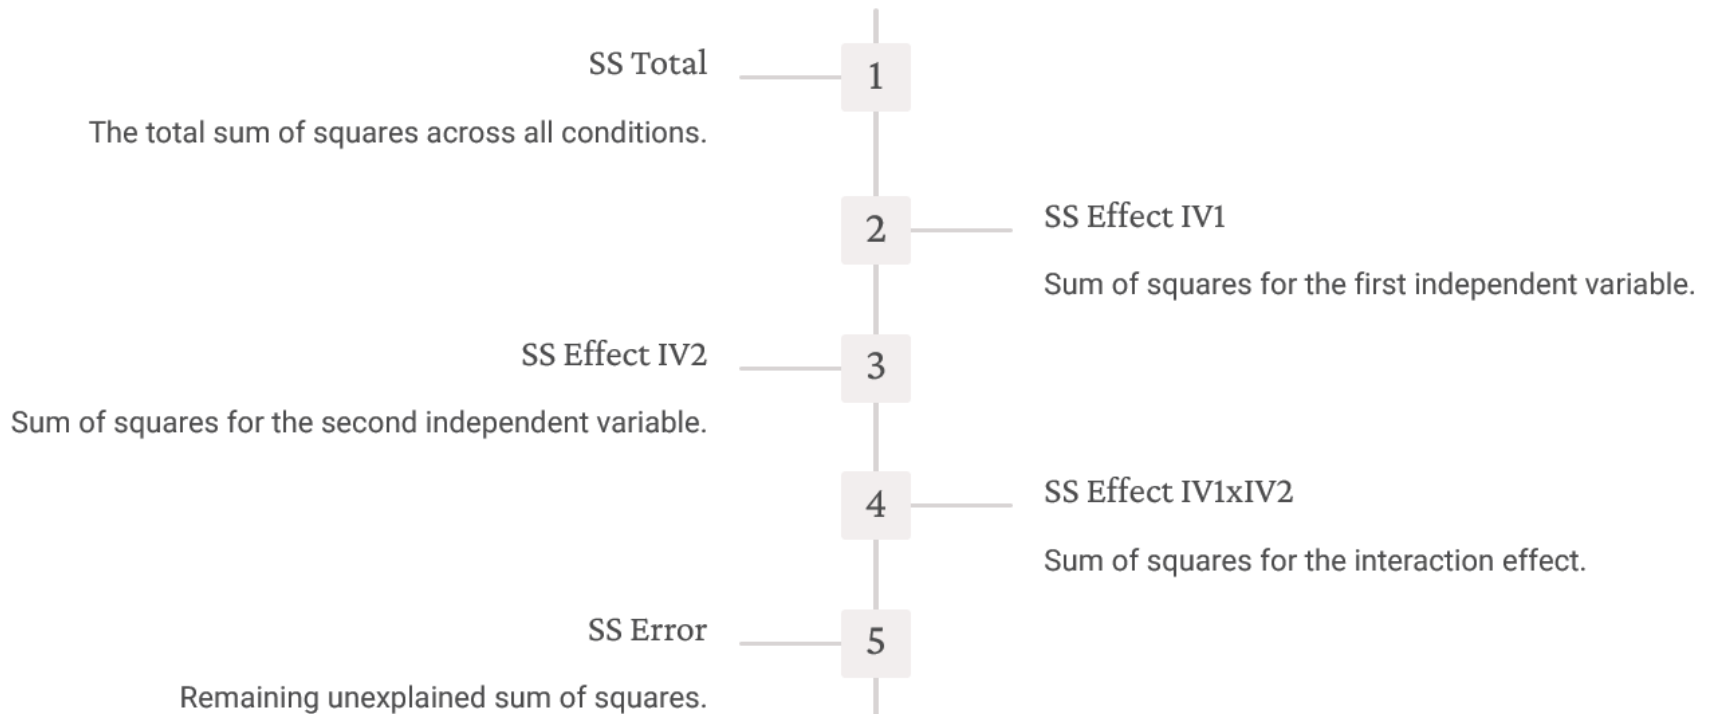 SS Total
1
The total sum of squares across all conditions.
2
SS Effect IV1
Sum of squares for the first independent variable.
SS Effect IV2
3
Sum of squares for the second independent variable.
4
SS Effect IV1xIV2
Sum of squares for the interaction effect.
SS Error
5
Remaining unexplained sum of squares.